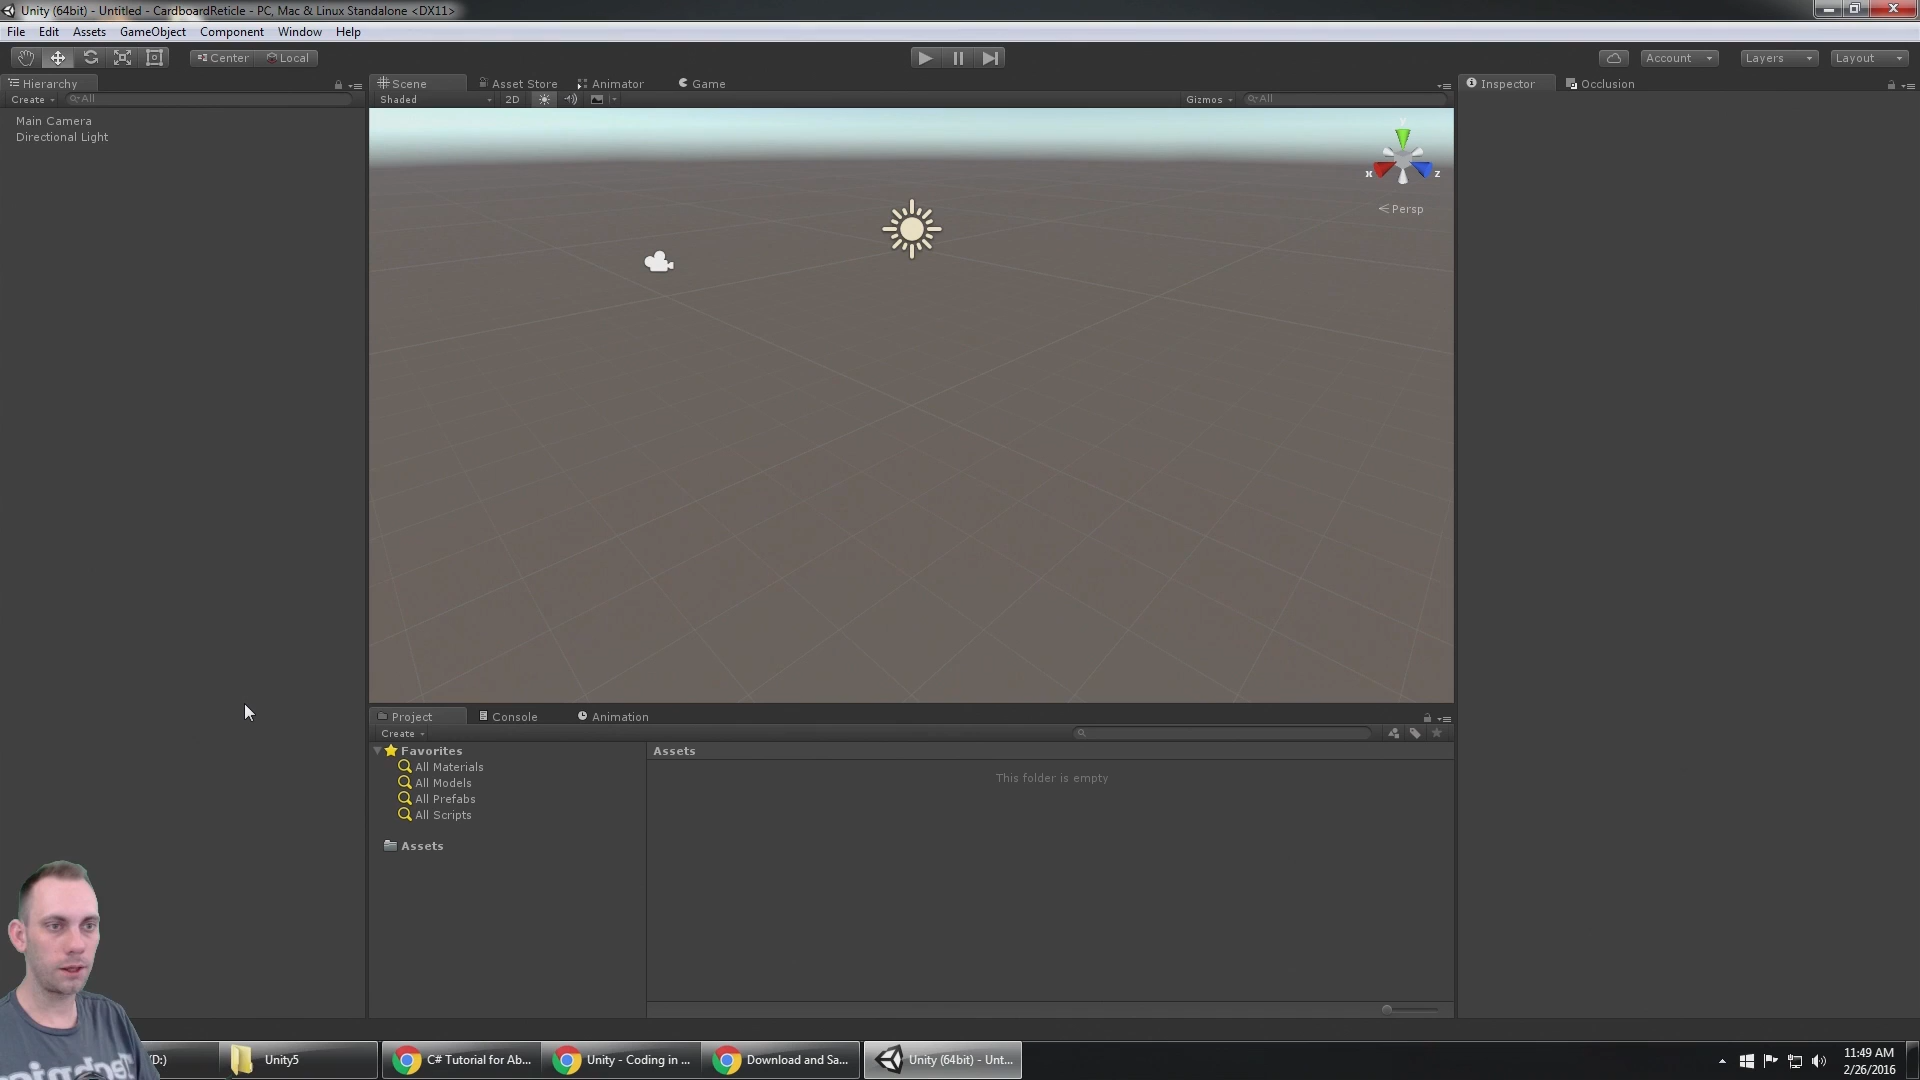 Unity (64bit) - Untitled - CardboardReticle - PC, Mac & Linux Standalone <DX11>
File Edit Assets GameObject Component Window Help
Center Local Account Layers Layout
Hierarchy
Create All
Main Camera
Directional Light
Scene Asset Store Animator Game
Shaded 2D Gizmos All
y
x z
Persp
Inspector Occlusion
Project Console Animation
Create
Favorites
All Materials
All Models
All Prefabs
All Scripts
Assets
Assets
This folder is empty
(D:) Unity5 C# Tutorial for Ab... Unity - Coding in ... Download and Sa... Unity (64bit) - Unt...
11:49 AM
2/26/2016